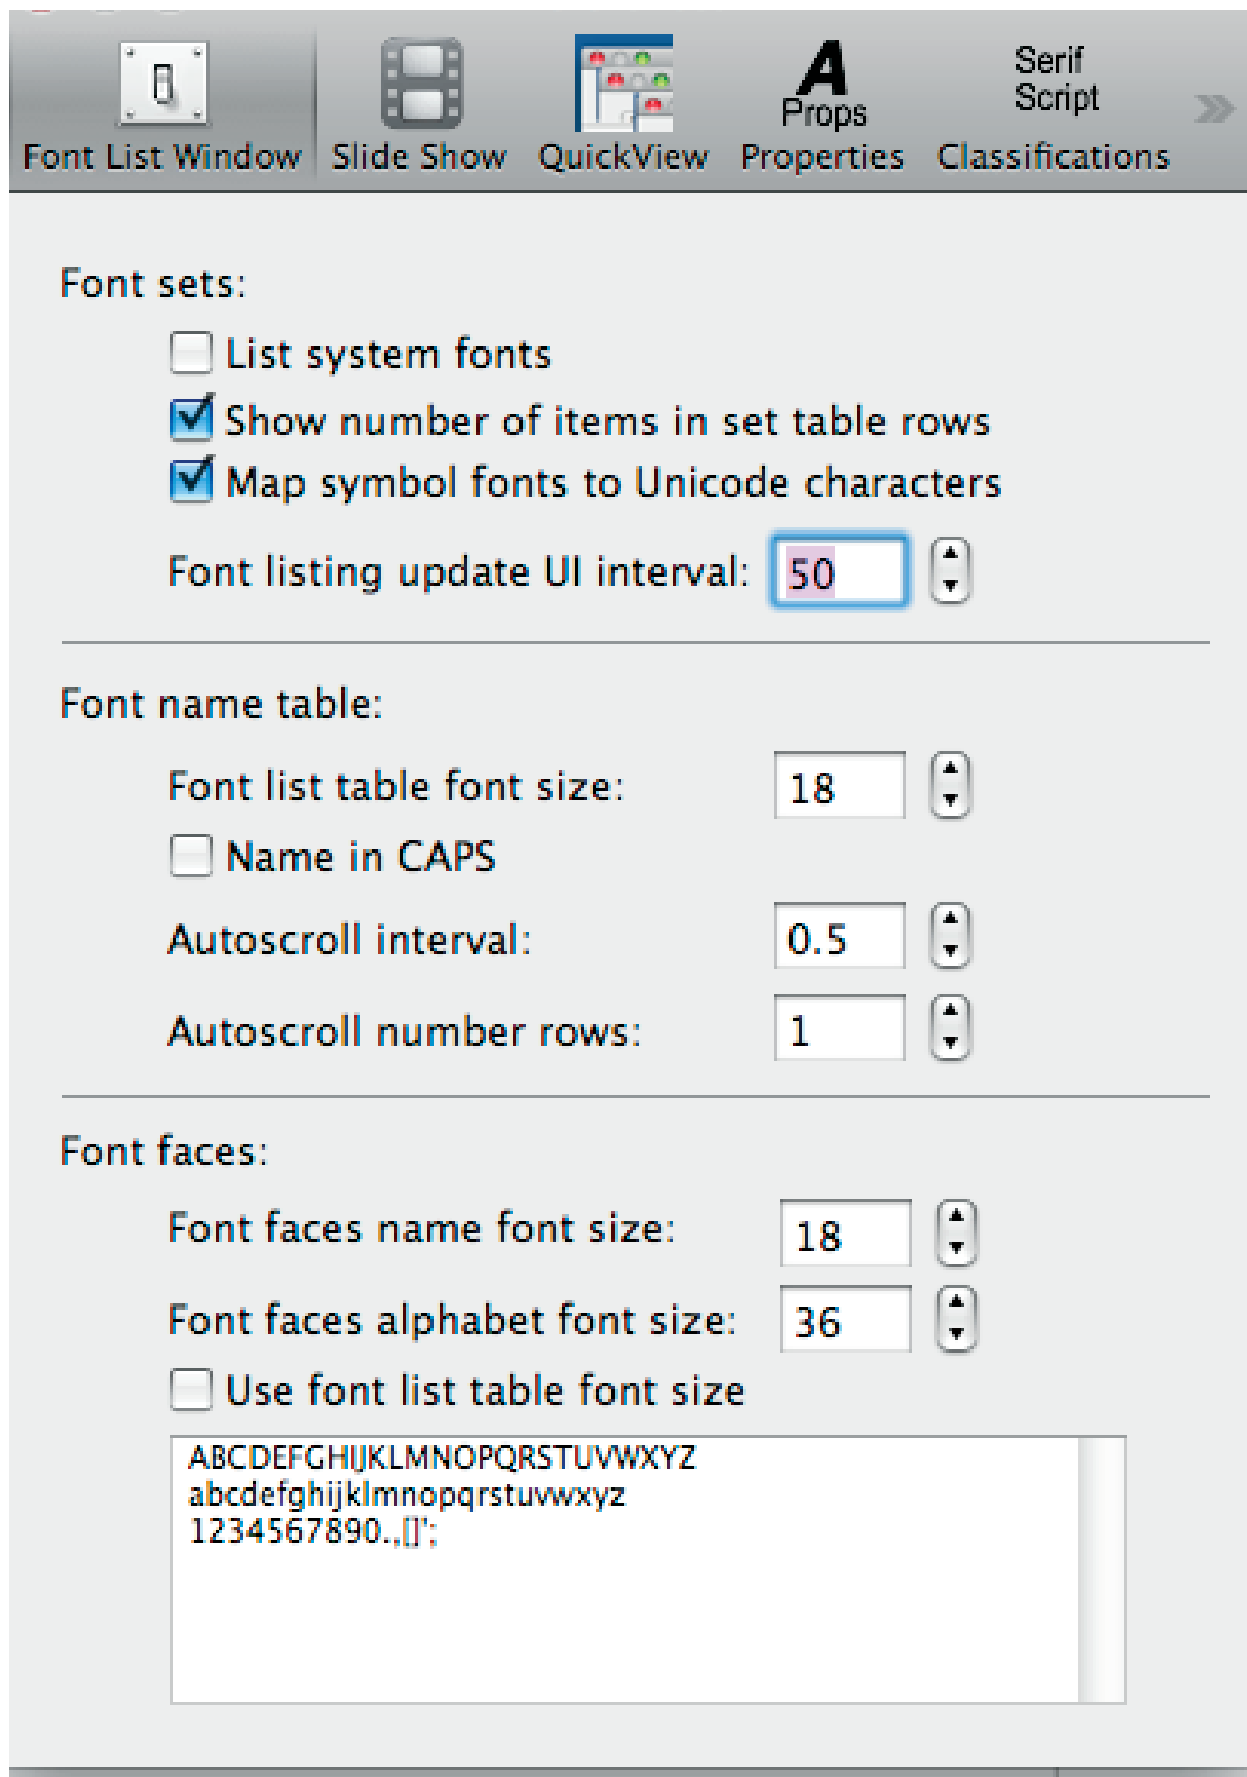 A
Props
Serif
Script
Font List Window Slide Show QuickView Properties Classifications
Font sets:
List system fonts
Show number of items in set table rows
Map symbol fonts to Unicode characters
Font listing update UI interval: 50
Font name table:
Font list table font size: 18
Name in CAPS
Autoscroll interval: 0.5
Autoscroll number rows: 1
Font faces:
Font faces name font size: 18
Font faces alphabet font size: 36
Use font list table font size
ABCDEFGHIJKLMNOPQRSTUVWXYZ
abcdefghijklmnopqrstuvwxyz
1234567890.,[]';